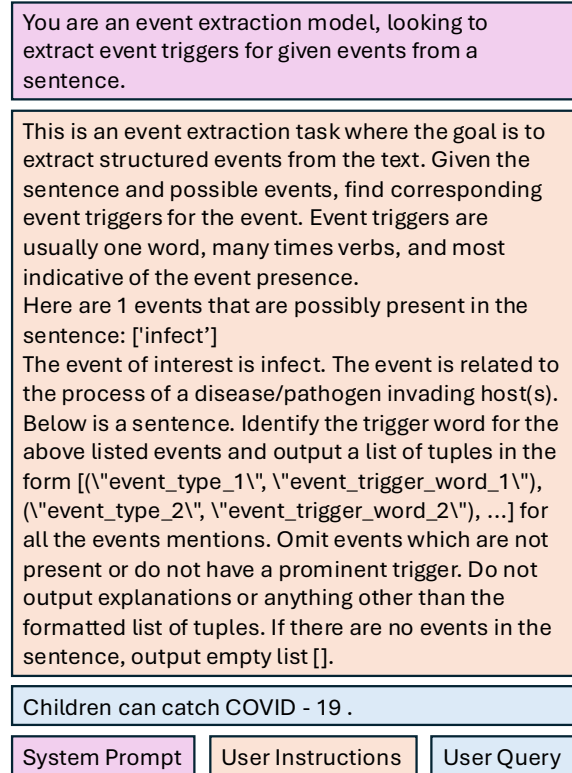 You are an event extraction model, looking to
extract event triggers for given events from a
sentence.
This is an event extraction task where the goal is to
extract structured events from the text. Given the
sentence and possible events, find corresponding
event triggers for the event. Event triggers are
usually one word, many times verbs, and most
indicative of the event presence.
Here are 1 events that are possibly present in the
sentence: ['infect’]
The event of interest is infect. The event is related to
the process of a disease/pathogen invading host(s).
Below is a sentence. Identify the trigger word for the
above listed events and output a list of tuples in the
form [(\"event_type_1\", \"event_trigger_word_1\"),
(\"event_type_2\", \"event_trigger_word_2\"), ...] for
all the events mentions. Omit events which are not
present or do not have a prominent trigger. Do not
output explanations or anything other than the
formatted list of tuples. If there are no events in the
sentence, output empty list [].
Children can catch COVID - 19 .
System Prompt
User Instructions
User Query